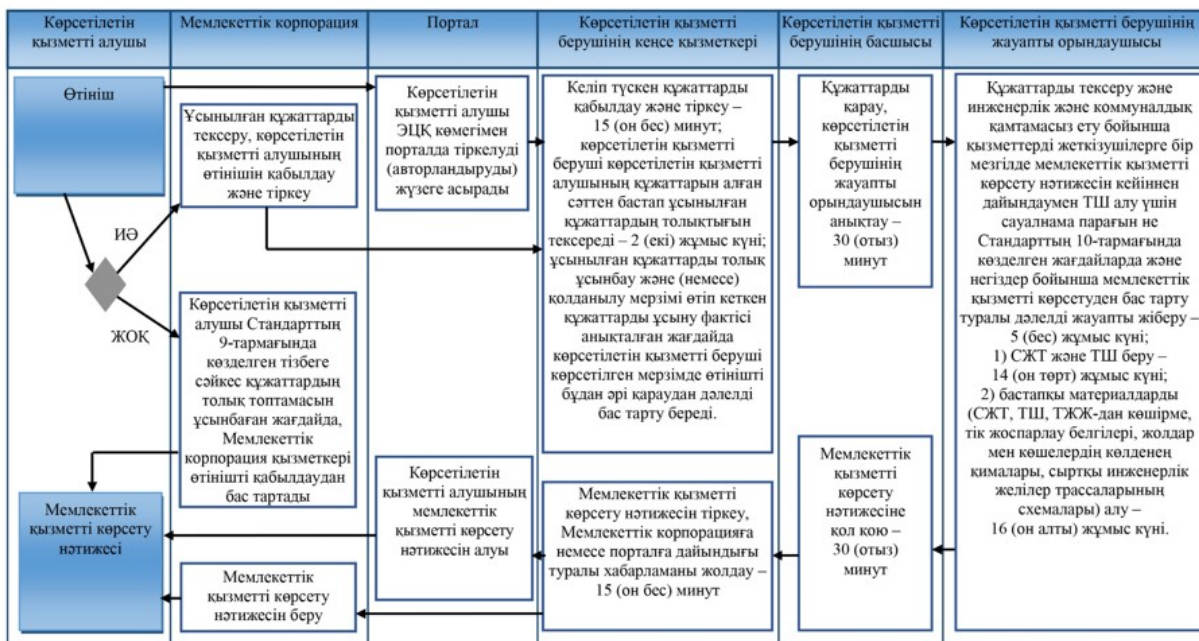 Көрсетілетін
қызметті алушы
Мемлекеттік корпорация
Портал
Көрсетілетін қызметті
берушінің кеңсе қызметкері
Көрсетілетін қызметті
берушінің басшысы
Көрсетілетін қызметті берушінің
жауапты орындаушысы
Өтініш
ИӘ
ЖОҚ
Мемлекеттік
қызметті көрсету
нәтижесі
Ұсынылған құжаттарды
тексеру, көрсетілетін
қызметті алушының
өтінішін қабылдау
және тіркеу
Көрсетілетін қызметті
алушы Стандарттың
9-тармағында
көзделген тізбеге
сәйкес құжаттардың
толық топтамасын
ұсынбаған жағдайда,
Мемлекеттік
корпорация қызметкері
өтінішті қабылдаудан
бас тартады
Мемлекеттік
қызметті көрсету
нәтижесін беру
Көрсетілетін
қызметті алушы
ЭЦҚ көмегімен
порталда тіркелуді
(авторландыруды)
жүзеге асырады
Көрсетілетін
қызметті алушының
мемлекеттік
қызметті көрсету
нәтижесін алуы
Келіп түскен құжаттарды
қабылдау және тіркеу –
15 (он бес) минут;
көрсетілетін қызметті
беруші көрсетілетін қызметті
алушының құжаттарын алған
сәттен бастап ұсынылған
құжаттардың толықтығын
тексереді – 2 (екі) жұмыс күні;
ұсынылған құжаттарды толық
ұсынбау және (немесе)
қолданылу мерзімі өтіп кеткен
құжаттарды ұсыну фактісі
анықталған жағдайда
көрсетілетін қызметті беруші
көрсетілген мерзімде өтінішті
бұдан әрі қараудан дәлелді
бас тарту береді.
Мемлекеттік қызметті
көрсету нәтижесін тіркеу,
Мемлекеттік корпорацияға
немесе порталға дайындығы
туралы хабарламаны жолдау –
15 (он бес) минут
Құжаттарды
қарау,
көрсетілетін
қызметті
берушінің
жауапты
орындаушысын
анықтау –
30 (отыз)
минут
Мемлекеттік
қызметті
көрсету
нәтижесіне
қол қою –
30 (отыз)
минут
Құжаттарды тексеру және
инженерлік және коммуналдық
қамтамасыз ету бойынша
қызметтерді жеткізушілерге бір
мезгілде мемлекеттік қызметті
көрсету нәтижесін кейіннен
дайындаумен ТШ алу үшін
сауалнама парағын не
Стандарттың 10-тармағында
көзделген жағдайларда және
негіздер бойынша мемлекеттік
қызметті көрсетуден бас тарту
туралы дәлелді жауапты жіберу –
5 (бес) жұмыс күні;
1) СЖТ және ТШ беру –
14 (он төрт) жұмыс күні;
2) бастапқы материалдарды
(СЖТ, ТШ, ТЖЖ-дан көшірме,
тік жоспарлау белгілері, жолдар
мен көшелердің көлденең
қималары, сыртқы инженерлік
желілер трассаларының
схемалары) алу –
16 (он алты) жұмыс күні.